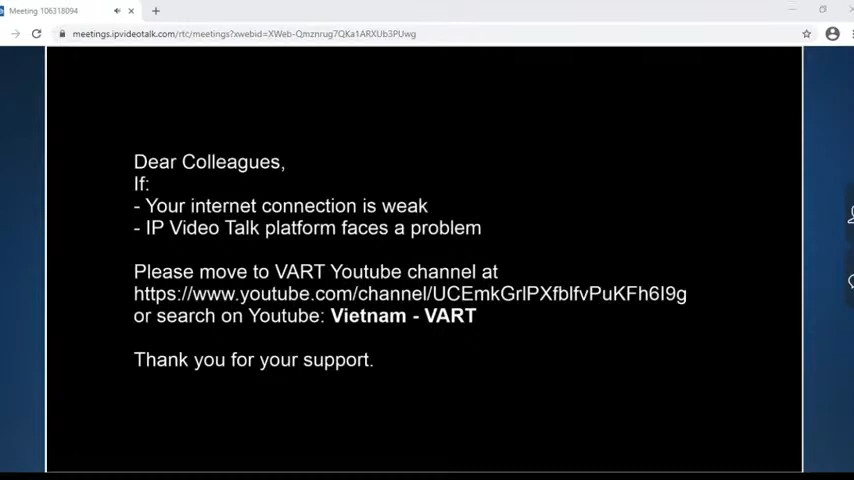 Meeting 106318094
meetings.ipvideotalk.com/rtc/meetings?xwebid=XWeb-Qmznrug7QKa1ARXUb3PUwg
Dear Colleagues,
If:
- Your internet connection is weak
- IP Video Talk platform faces a problem
Please move to VART Youtube channel at
https://www.youtube.com/channel/UCEmkGrlPXfblfvPuKFh6I9g
or search on Youtube: Vietnam - VART
Thank you for your support.